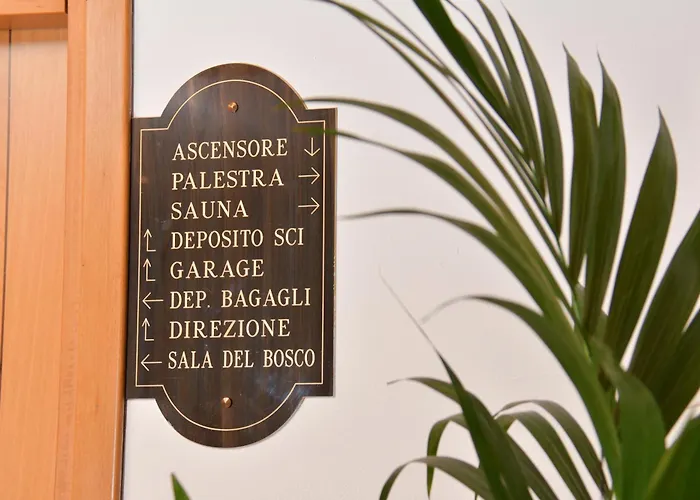 ASCENSORE ↓
PALESTRA →
SAUNA →
↑ DEPOSITO SCI
↑ GARAGE
← DEP. BAGAGLI
↑ DIREZIONE
← SALA DEL BOSCO